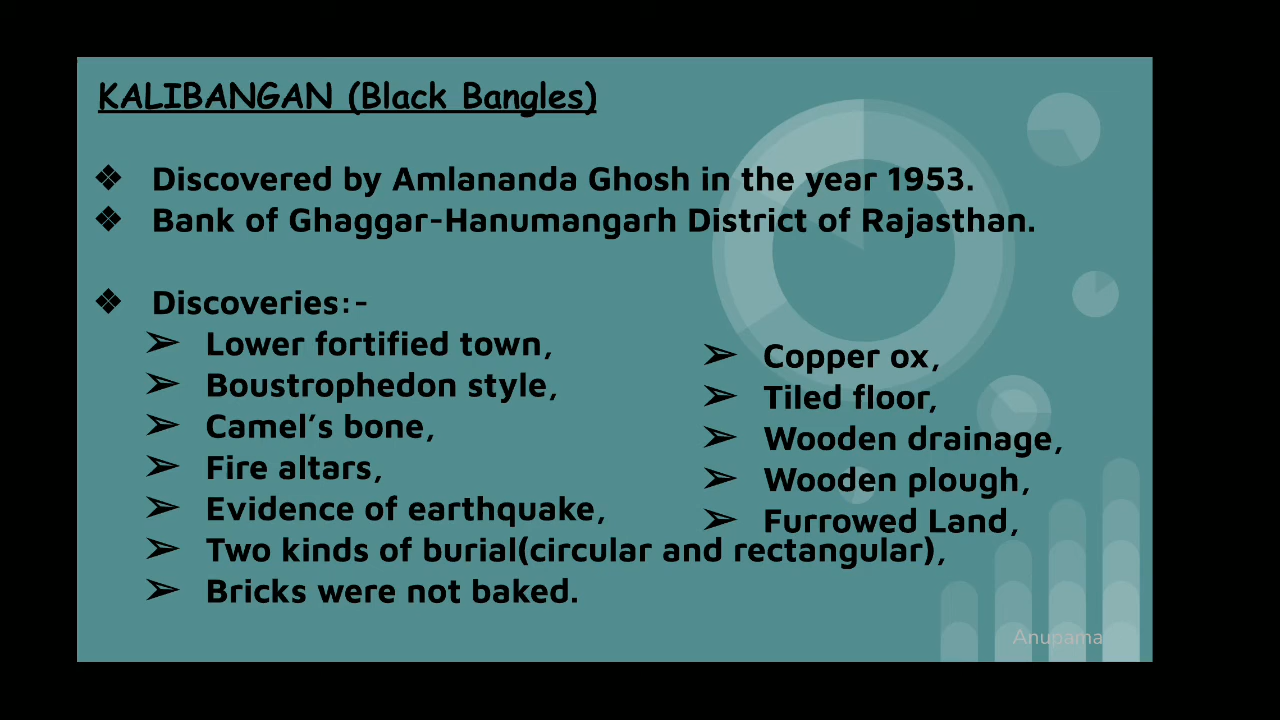 KALIBANGAN (Black Bangles)
❖ Discovered by Amlananda Ghosh in the year 1953.
❖ Bank of Ghaggar-Hanumangarh District of Rajasthan.
❖ Discoveries:-
➢ Lower fortified town,
➢ Boustrophedon style,
➢ Camel’s bone,
➢ Fire altars,
➢ Evidence of earthquake,
➢ Two kinds of burial(circular and rectangular),
➢ Bricks were not baked.
➢ Copper ox,
➢ Tiled floor,
➢ Wooden drainage,
➢ Wooden plough,
➢ Furrowed Land,
Anupama